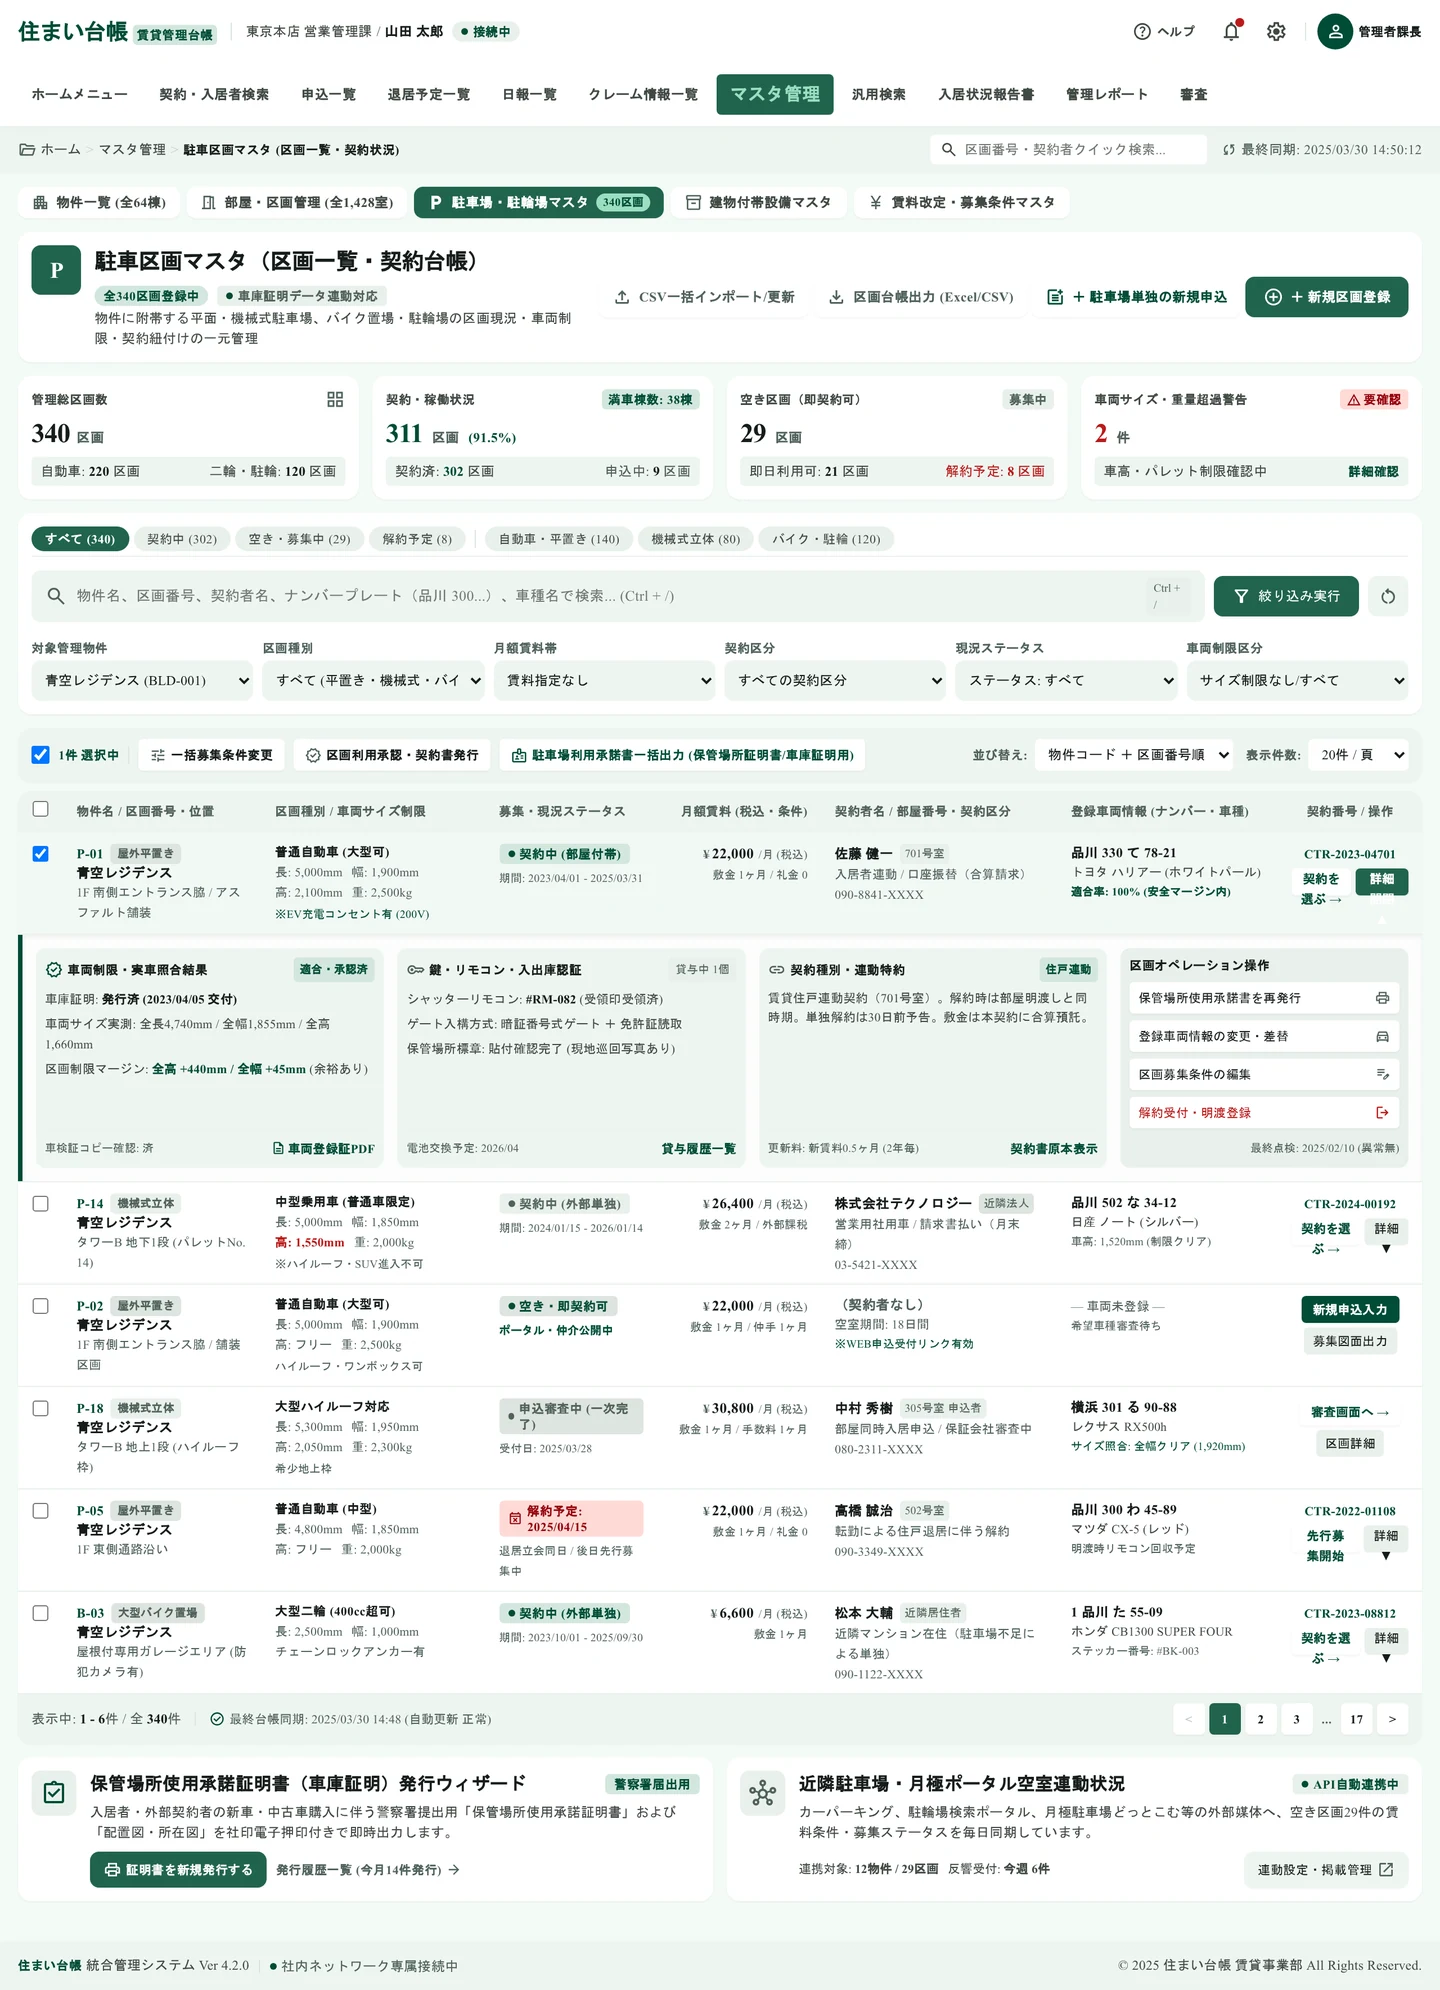 住まい台帳 賃貸管理台帳 東京本店 営業管理課 / 山田 太郎 ● 接続中 ヘルプ 管理者課長
ホームメニュー 契約・入居者検索 申込一覧 退居予定一覧 日報一覧 クレーム情報一覧 マスタ管理 汎用検索 入居状況報告書 管理レポート 審査
ホーム > マスタ管理 > 駐車区画マスタ (区画一覧・契約状況) 区画番号・契約者クイック検索... 最終同期: 2025/03/30 14:50:12
物件一覧 (全64棟) 部屋・区画管理 (全1,428室) P 駐車場・駐輪場マスタ 340区画 建物付帯設備マスタ ¥ 賃料改定・募集条件マスタ
P 駐車区画マスタ（区画一覧・契約台帳）
全340区画登録中 ● 車庫証明データ連動対応
物件に附帯する平面・機械式駐車場、バイク置場・駐輪場の区画現況・車両制
限・契約紐付けの一元管理
CSV一括インポート/更新 区画台帳出力 (Excel/CSV) ＋ 駐車場単独の新規申込 ＋ 新規区画登録
管理総区画数
340 区画
自動車: 220 区画 二輪・駐輪: 120 区画
契約・稼働状況 満車棟数: 38棟
311 区画 (91.5%)
契約済: 302 区画 申込中: 9 区画
空き区画（即契約可） 募集中
29 区画
即日利用可: 21 区画 解約予定: 8 区画
車両サイズ・重量超過警告 要確認
2 件
車高・パレット制限確認中 詳細確認
すべて (340) 契約中 (302) 空き・募集中 (29) 解約予定 (8) 自動車・平置き (140) 機械式立体 (80) バイク・駐輪 (120)
物件名、区画番号、契約者名、ナンバープレート（品川 300...）、車種名で検索... (Ctrl + /) Ctrl +
/
絞り込み実行
対象管理物件 区画種別 月額賃料帯 契約区分 現況ステータス 車両制限区分
青空レジデンス (BLD-001) すべて (平置き・機械式・バイ 賃料指定なし すべての契約区分 ステータス: すべて サイズ制限なし/すべて
1件 選択中 一括募集条件変更 区画利用承認・契約書発行 駐車場利用承諾書一括出力 (保管場所証明書/車庫証明用) 並び替え: 物件コード ＋ 区画番号順 表示件数: 20件 / 頁
物件名 / 区画番号・位置 区画種別 / 車両サイズ制限 募集・現況ステータス 月額賃料 (税込・条件) 契約者名 / 部屋番号・契約区分 登録車両情報 (ナンバー・車種) 契約番号 / 操作
P-01 屋外平置き
青空レジデンス
1F 南側エントランス脇 / アス
ファルト舗装
普通自動車 (大型可)
長: 5,000mm 幅: 1,900mm
高: 2,100mm 重: 2,500kg
※EV充電コンセント有 (200V)
● 契約中 (部屋付帯)
期間: 2023/04/01 - 2025/03/31
¥22,000 /月 (税込)
敷金 1ヶ月 / 礼金 0
佐藤 健一 701号室
入居者連動 / 口座振替（合算請求）
090-8841-XXXX
品川 330 て 78-21
トヨタ ハリアー (ホワイトパール)
適合率: 100% (安全マージン内)
CTR-2023-04701
契約を
選ぶ →
詳細
車両制限・実車照合結果 適合・承認済
車庫証明: 発行済 (2023/04/05 交付)
車両サイズ実測: 全長4,740mm / 全幅1,855mm / 全高
1,660mm
区画制限マージン: 全高 +440mm / 全幅 +45mm (余裕あり)
車検証コピー確認: 済 車両登録証PDF
鍵・リモコン・入出庫認証 貸与中 1個
シャッターリモコン: #RM-082 (受領印受領済)
ゲート入構方式: 暗証番号式ゲート ＋ 免許証読取
保管場所標章: 貼付確認完了 (現地巡回写真あり)
電池交換予定: 2026/04 貸与履歴一覧
契約種別・連動特約 住戸連動
賃貸住戸連動契約（701号室）。解約時は部屋明渡しと同
時期。単独解約は30日前予告。敷金は本契約に合算預託。
更新料: 新賃料0.5ヶ月 (2年毎) 契約書原本表示
区画オペレーション操作
保管場所使用承諾書を再発行
登録車両情報の変更・差替
区画募集条件の編集
解約受付・明渡登録
最終点検: 2025/02/10 (異常無)
P-14 機械式立体
青空レジデンス
タワーB 地下1段 (パレットNo.
14)
中型乗用車 (普通車限定)
長: 5,000mm 幅: 1,850mm
高: 1,550mm 重: 2,000kg
※ハイルーフ・SUV進入不可
● 契約中 (外部単独)
期間: 2024/01/15 - 2026/01/14
¥26,400 /月 (税込)
敷金 2ヶ月 / 外部課税
株式会社テクノロジー 近隣法人
営業用社用車 / 請求書払い（月末
締）
03-5421-XXXX
品川 502 な 34-12
日産 ノート (シルバー)
車高: 1,520mm (制限クリア)
CTR-2024-00192
契約を選
ぶ →
詳細
▼
P-02 屋外平置き
青空レジデンス
1F 南側エントランス脇 / 舗装
区画
普通自動車 (大型可)
長: 5,000mm 幅: 1,900mm
高: フリー 重: 2,500kg
ハイルーフ・ワンボックス可
● 空き・即契約可
ポータル・仲介公開中
¥22,000 /月 (税込)
敷金 1ヶ月 / 仲手 1ヶ月
（契約者なし）
空室期間: 18日間
※WEB申込受付リンク有効
— 車両未登録 —
希望車種審査待ち
新規申込入力
募集図面出力
P-18 機械式立体
青空レジデンス
タワーB 地上1段 (ハイルーフ
枠)
大型ハイルーフ対応
長: 5,300mm 幅: 1,950mm
高: 2,050mm 重: 2,300kg
希少地上枠
● 申込審査中 (一次完
了)
受付日: 2025/03/28
¥30,800 /月 (税込)
敷金 1ヶ月 / 手数料 1ヶ月
中村 秀樹 305号室 申込者
部屋同時入居申込 / 保証会社審査中
080-2311-XXXX
横浜 301 る 90-88
レクサス RX500h
サイズ照合: 全幅クリア (1,920mm)
審査画面へ →
区画詳細
P-05 屋外平置き
青空レジデンス
1F 東側通路沿い
普通自動車 (中型)
長: 4,800mm 幅: 1,850mm
高: フリー 重: 2,000kg
解約予定:
2025/04/15
退居立会同日 / 後日先行募
集中
¥22,000 /月 (税込)
敷金 1ヶ月 / 礼金 0
高橋 誠治 502号室
転勤による住戸退居に伴う解約
090-3349-XXXX
品川 300 わ 45-89
マツダ CX-5 (レッド)
明渡時リモコン回収予定
CTR-2022-01108
先行募
集開始
詳細
▼
B-03 大型バイク置場
青空レジデンス
屋根付専用ガレージエリア (防
犯カメラ有)
大型二輪 (400cc超可)
長: 2,500mm 幅: 1,000mm
チェーンロックアンカー有
● 契約中 (外部単独)
期間: 2023/10/01 - 2025/09/30
¥6,600 /月 (税込)
敷金 1ヶ月
松本 大輔 近隣居住者
近隣マンション在住（駐車場不足に
よる単独）
090-1122-XXXX
1 品川 た 55-09
ホンダ CB1300 SUPER FOUR
ステッカー番号: #BK-003
CTR-2023-08812
契約を選
ぶ →
詳細
▼
表示中: 1 - 6件 / 全 340件 最終台帳同期: 2025/03/30 14:48 (自動更新 正常) < 1 2 3 ... 17 >
保管場所使用承諾証明書（車庫証明）発行ウィザード 警察署届出用
入居者・外部契約者の新車・中古車購入に伴う警察署提出用「保管場所使用承諾証明書」および
「配置図・所在図」を社印電子押印付きで即時出力します。
証明書を新規発行する 発行履歴一覧 (今月14件発行) →
近隣駐車場・月極ポータル空室連動状況 ● API自動連携中
カーパーキング、駐輪場検索ポータル、月極駐車場どっとこむ等の外部媒体へ、空き区画29件の賃
料条件・募集ステータスを毎日同期しています。
連携対象: 12物件 / 29区画 反響受付: 今週 6件 連動設定・掲載管理
住まい台帳 統合管理システム Ver 4.2.0 ● 社内ネットワーク専属接続中 © 2025 住まい台帳 賃貸事業部 All Rights Reserved.